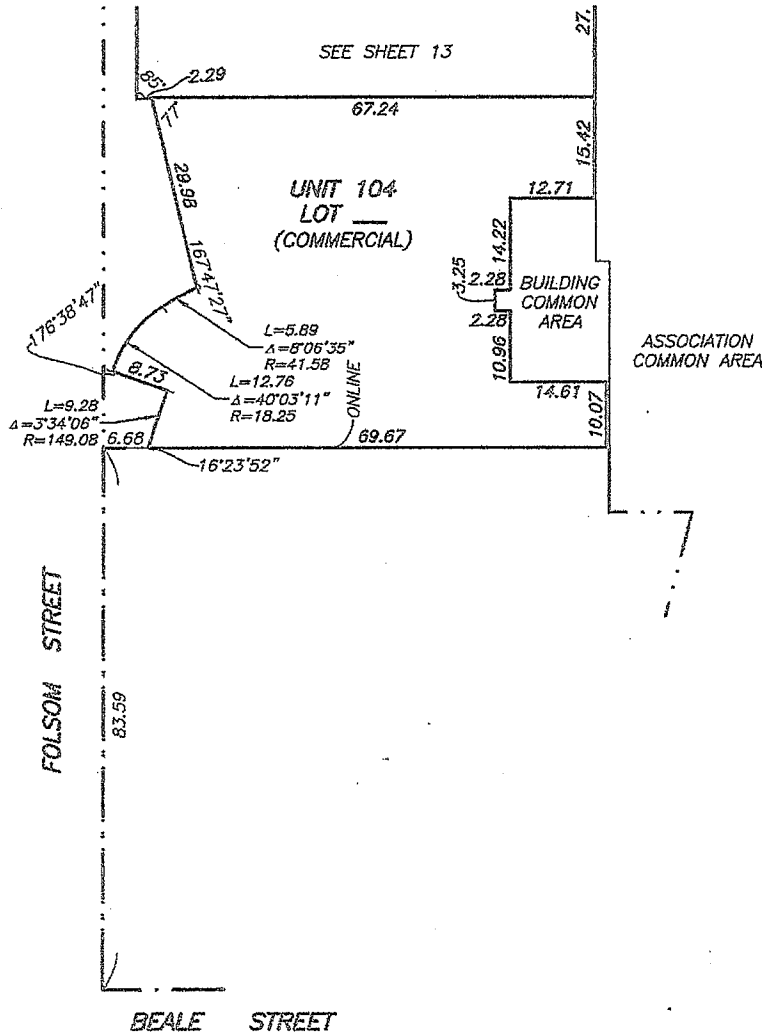 27.
SEE SHEET 13
85°
2.29
77°
67.24
15.42
29.98
UNIT 104
LOT ___
(COMMERCIAL)
12.71
14.22
167°47'27"
3.25
2.28
BUILDING
COMMON
AREA
2.28
176°38'47"
L=5.89
Δ=8°06'35"
R=41.58
10.96
ASSOCIATION
COMMON AREA
8.73
L=12.76
Δ=40°03'11"
R=18.25
14.61
L=9.28
Δ=3°34'06"
R=149.08
ONLINE
10.07
6.68
69.67
16°23'52"
FOLSOM STREET
83.59
BEALE STREET